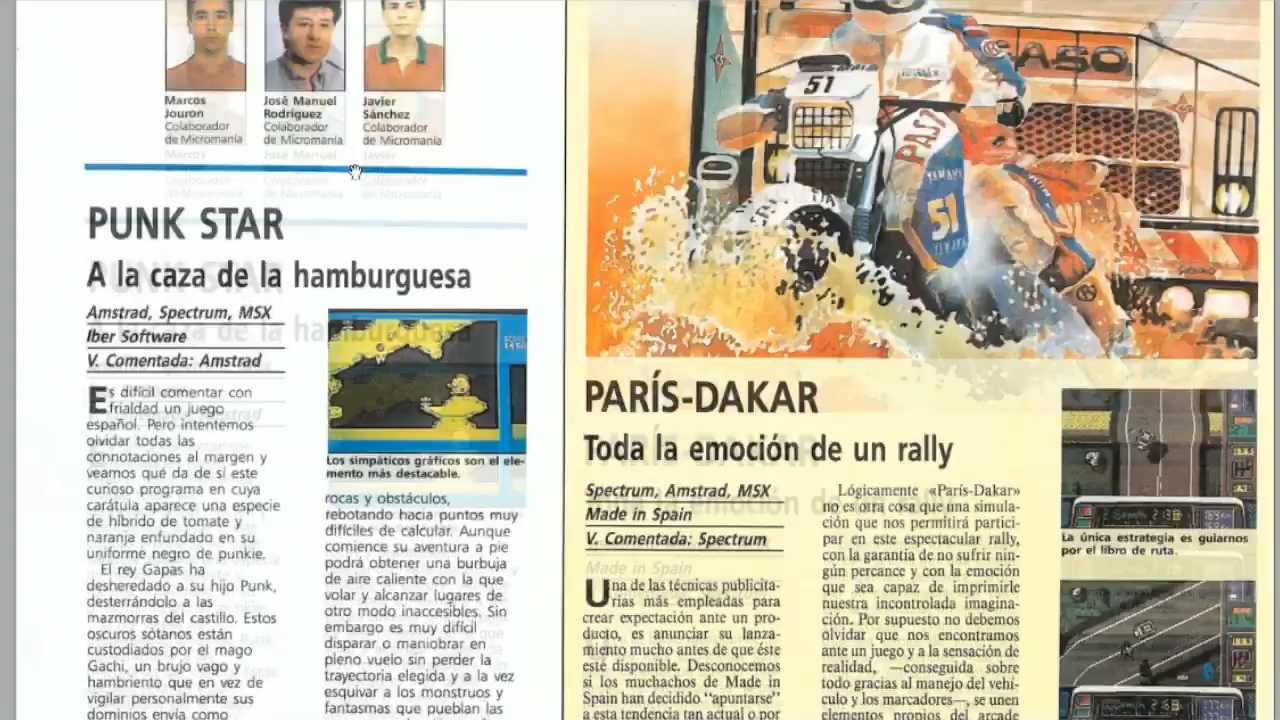 Marcos
Jouron
Colaborador
de Micromanía
José Manuel
Rodríguez
Colaborador
de Micromanía
Javier
Sánchez
Colaborador
de Micromanía
PUNK STAR
A la caza de la hamburguesa
Amstrad, Spectrum, MSX
Iber Software
V. Comentada: Amstrad
Es difícil comentar con
frialdad un juego
español. Pero intentemos
olvidar todas las
connotaciones al margen y
veamos qué da de sí este
curioso programa en cuya
carátula aparece una especie
de híbrido de tomate y
naranja enfundado en su
uniforme negro de punkie.
El rey Gapas ha
desheredado a su hijo Punk,
desterrándolo a las
mazmorras del castillo. Estos
oscuros sótanos están
custodiados por el mago
Gachi, un brujo vago y
hambriento que en vez de
vigilar personalmente sus
dominios envía como
Los simpáticos gráficos son el ele-
mento más destacable.
rocas y obstáculos,
rebotando hacia puntos muy
difíciles de calcular. Aunque
comience su aventura a pie
podrá obtener una burbuja
de aire caliente con la que
volar y alcanzar lugares de
otro modo inaccesibles. Sin
embargo es muy difícil
disparar o maniobrar en
pleno vuelo sin perder la
trayectoria elegida y a la vez
esquivar a los monstruos y
fantasmas que pueblan las
51
YAMAHA
51
PARÍS-DAKAR
Toda la emoción de un rally
Spectrum, Amstrad, MSX
Made in Spain
V. Comentada: Spectrum
Una de las técnicas publicita-
rias más empleadas para
crear expectación ante un pro-
ducto, es anunciar su lanza-
miento mucho antes de que éste
esté disponible. Desconocemos
si los muchachos de Made in
Spain han decidido "apuntarse"
a esta tendencia tan actual o por
Lógicamente «París-Dakar»
no es otra cosa que una simula-
ción que nos permitirá partici-
par en este espectacular rally,
con la garantía de no sufrir nin-
gún percance y con la emoción
que sea capaz de imprimirle
nuestra incontrolada imagina-
ción. Por supuesto no debemos
olvidar que nos encontramos
ante un juego y a la sensación de
realidad, —conseguida sobre
todo gracias al manejo del vehí-
culo y los marcadores—, se unen
elementos propios del arcade
La única estrategia es guiarnos
por el libro de ruta.